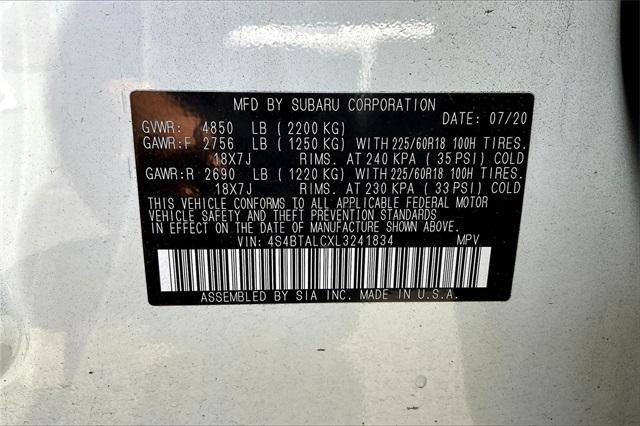 MFD BY SUBARU CORPORATION
DATE: 07/20
GVWR: 4850 LB (2200 KG)
GAWR:F 2756 LB (1250 KG) WITH 225/60R18 100H TIRES.
18X7J RIMS. AT 240 KPA (35 PSI) COLD
GAWR:R 2690 LB (1220 KG) WITH 225/60R18 100H TIRES.
18X7J RIMS. AT 230 KPA (33 PSI) COLD
THIS VEHICLE CONFORMS TO ALL APPLICABLE FEDERAL MOTOR
VEHICLE SAFETY AND THEFT PREVENTION STANDARDS
IN EFFECT ON THE DATE OF MANUFACTURE SHOWN ABOVE.
VIN: 4S4BTALCXL3241834 MPV
ASSEMBLED BY SIA INC. MADE IN U.S.A.